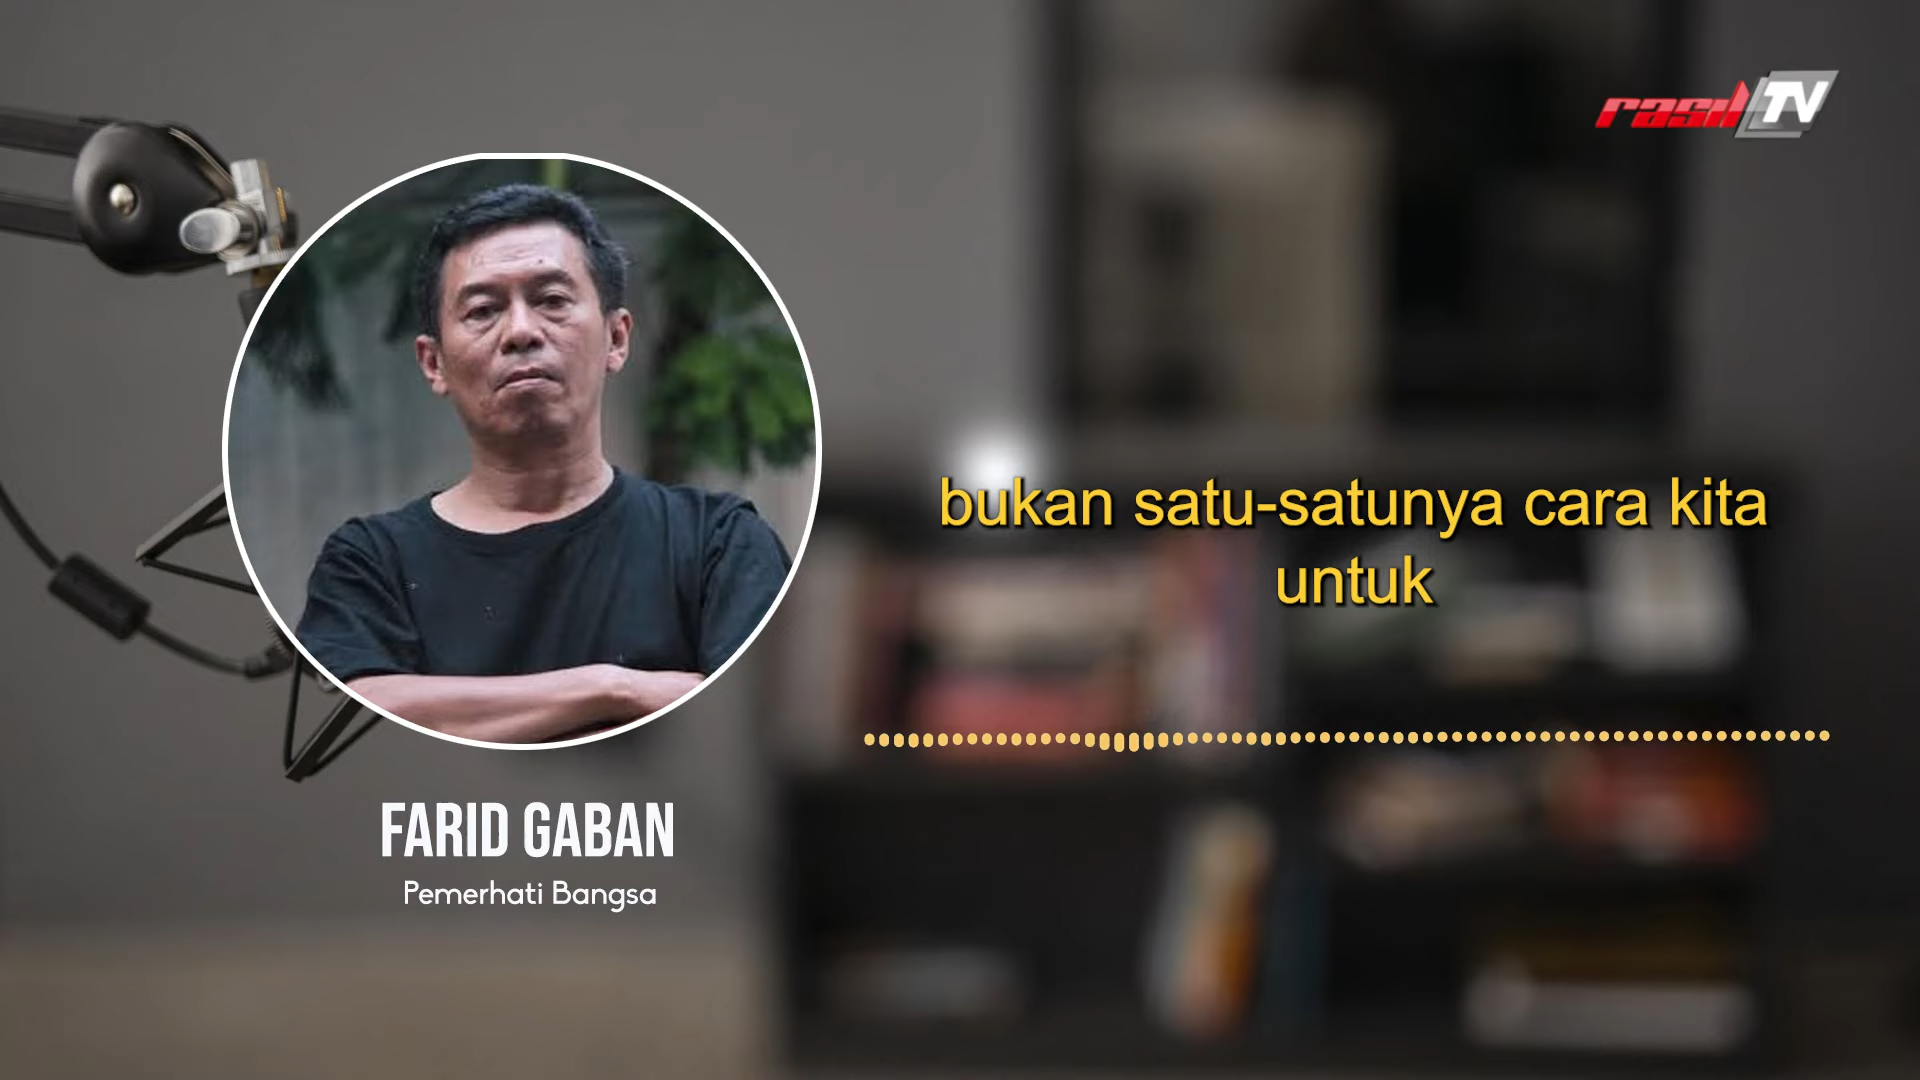 rasil TV
bukan satu-satunya cara kita
untuk
FARID GABAN
Pemerhati Bangsa